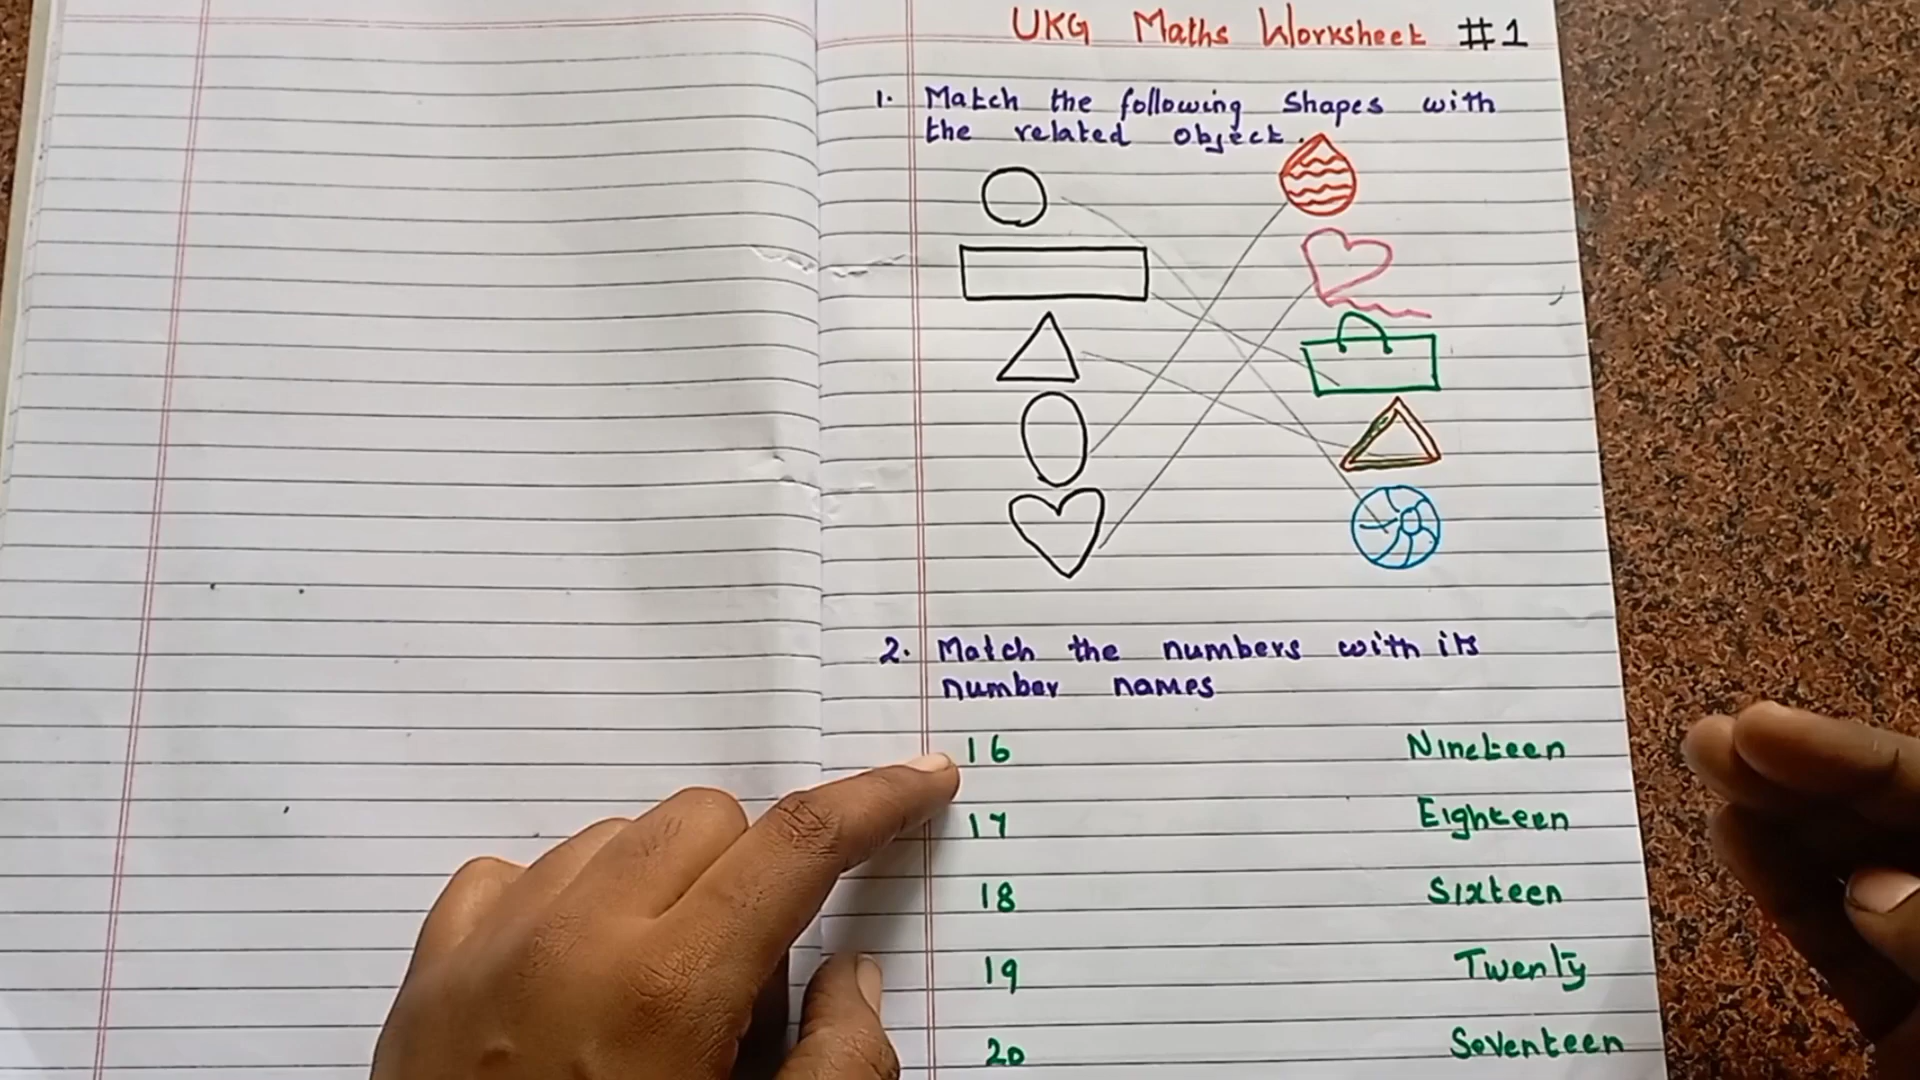 UKG Maths Worksheet #1
1. Match the following Shapes with
the related object.
2. Match the numbers with its
number names
16 Nineteen
17 Eighteen
18 Sixteen
19 Twenty
20 Seventeen